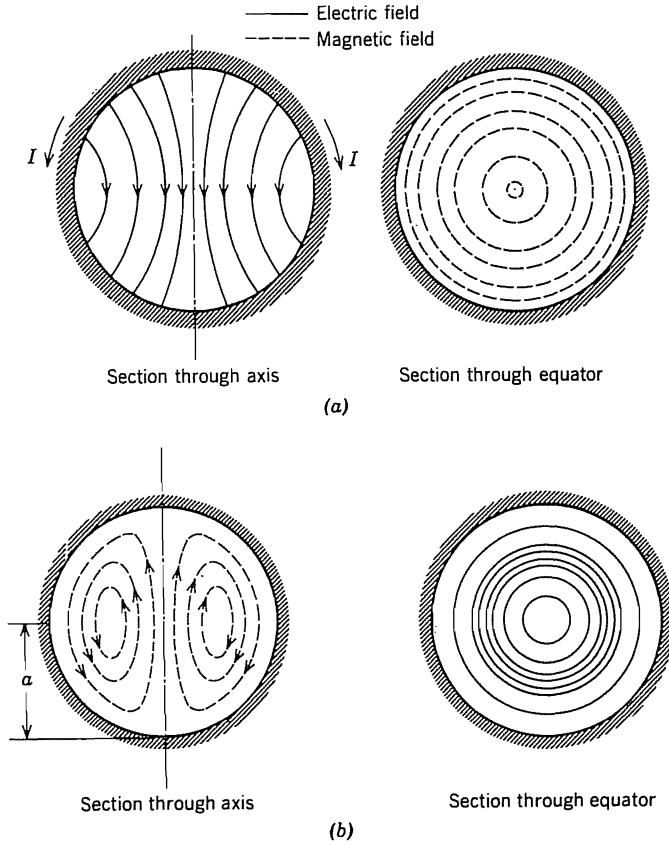 Electric field
Magnetic field
I
I
Section through axis
Section through equator
(a)
a
Section through axis
Section through equator
(b)